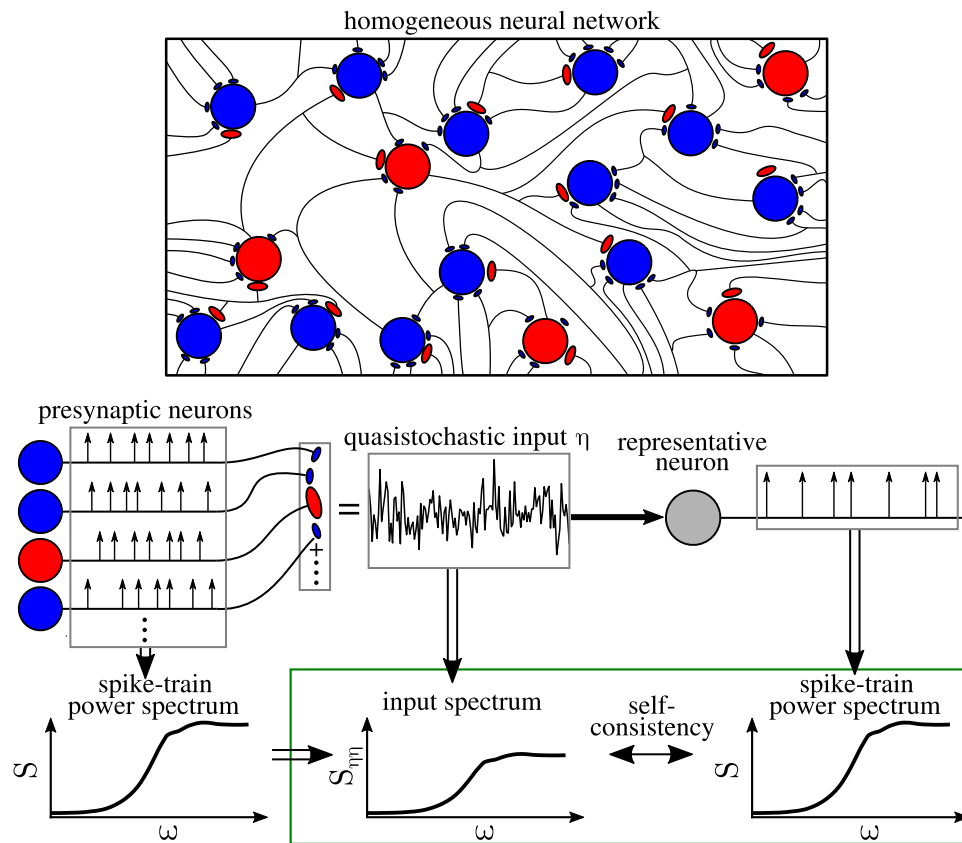 homogeneous neural network
presynaptic neurons
quasistochastic input η
representative
neuron
=
+
spike-train
power spectrum
input spectrum
self-
consistency
spike-train
power spectrum
S
ω
Sηη
ω
S
ω